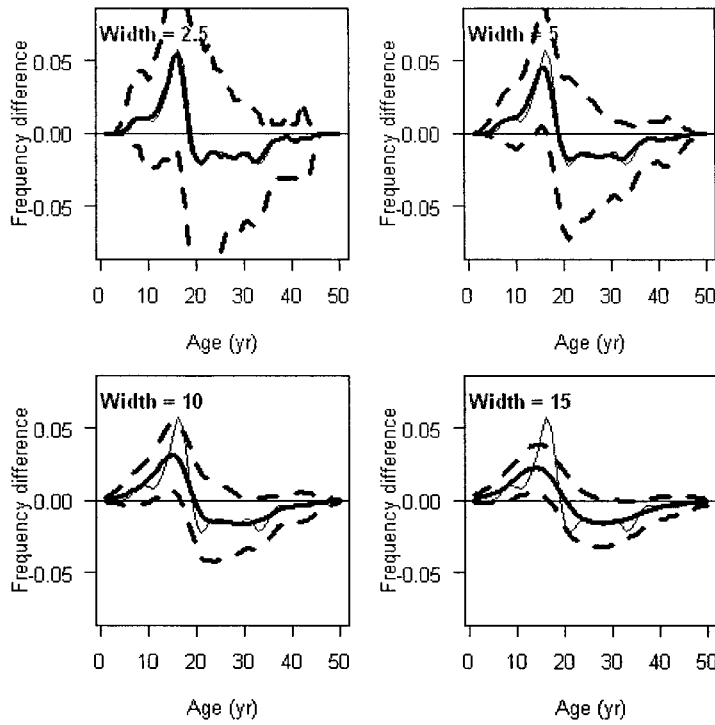 Width = 2.5
Frequency difference
0.05
0.00
-0.05
0 10 20 30 40 50
Age (yr)
Width = 5
Frequency difference
0.05
0.00
-0.05
0 10 20 30 40 50
Age (yr)
Width = 10
Frequency difference
0.05
0.00
-0.05
0 10 20 30 40 50
Age (yr)
Width = 15
Frequency difference
0.05
0.00
-0.05
0 10 20 30 40 50
Age (yr)